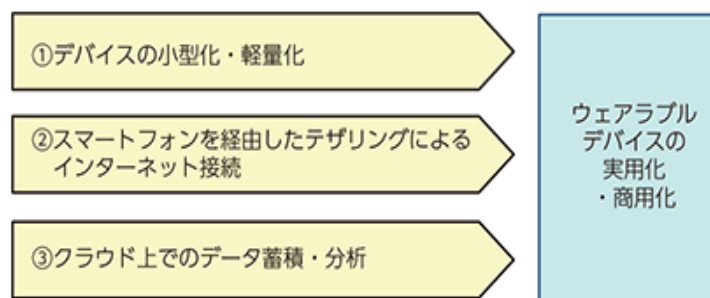 ①デバイスの小型化・軽量化
②スマートフォンを経由したテザリングによる
インターネット接続
③クラウド上でのデータ蓄積・分析
ウェアラブル
デバイスの
実用化
・商用化